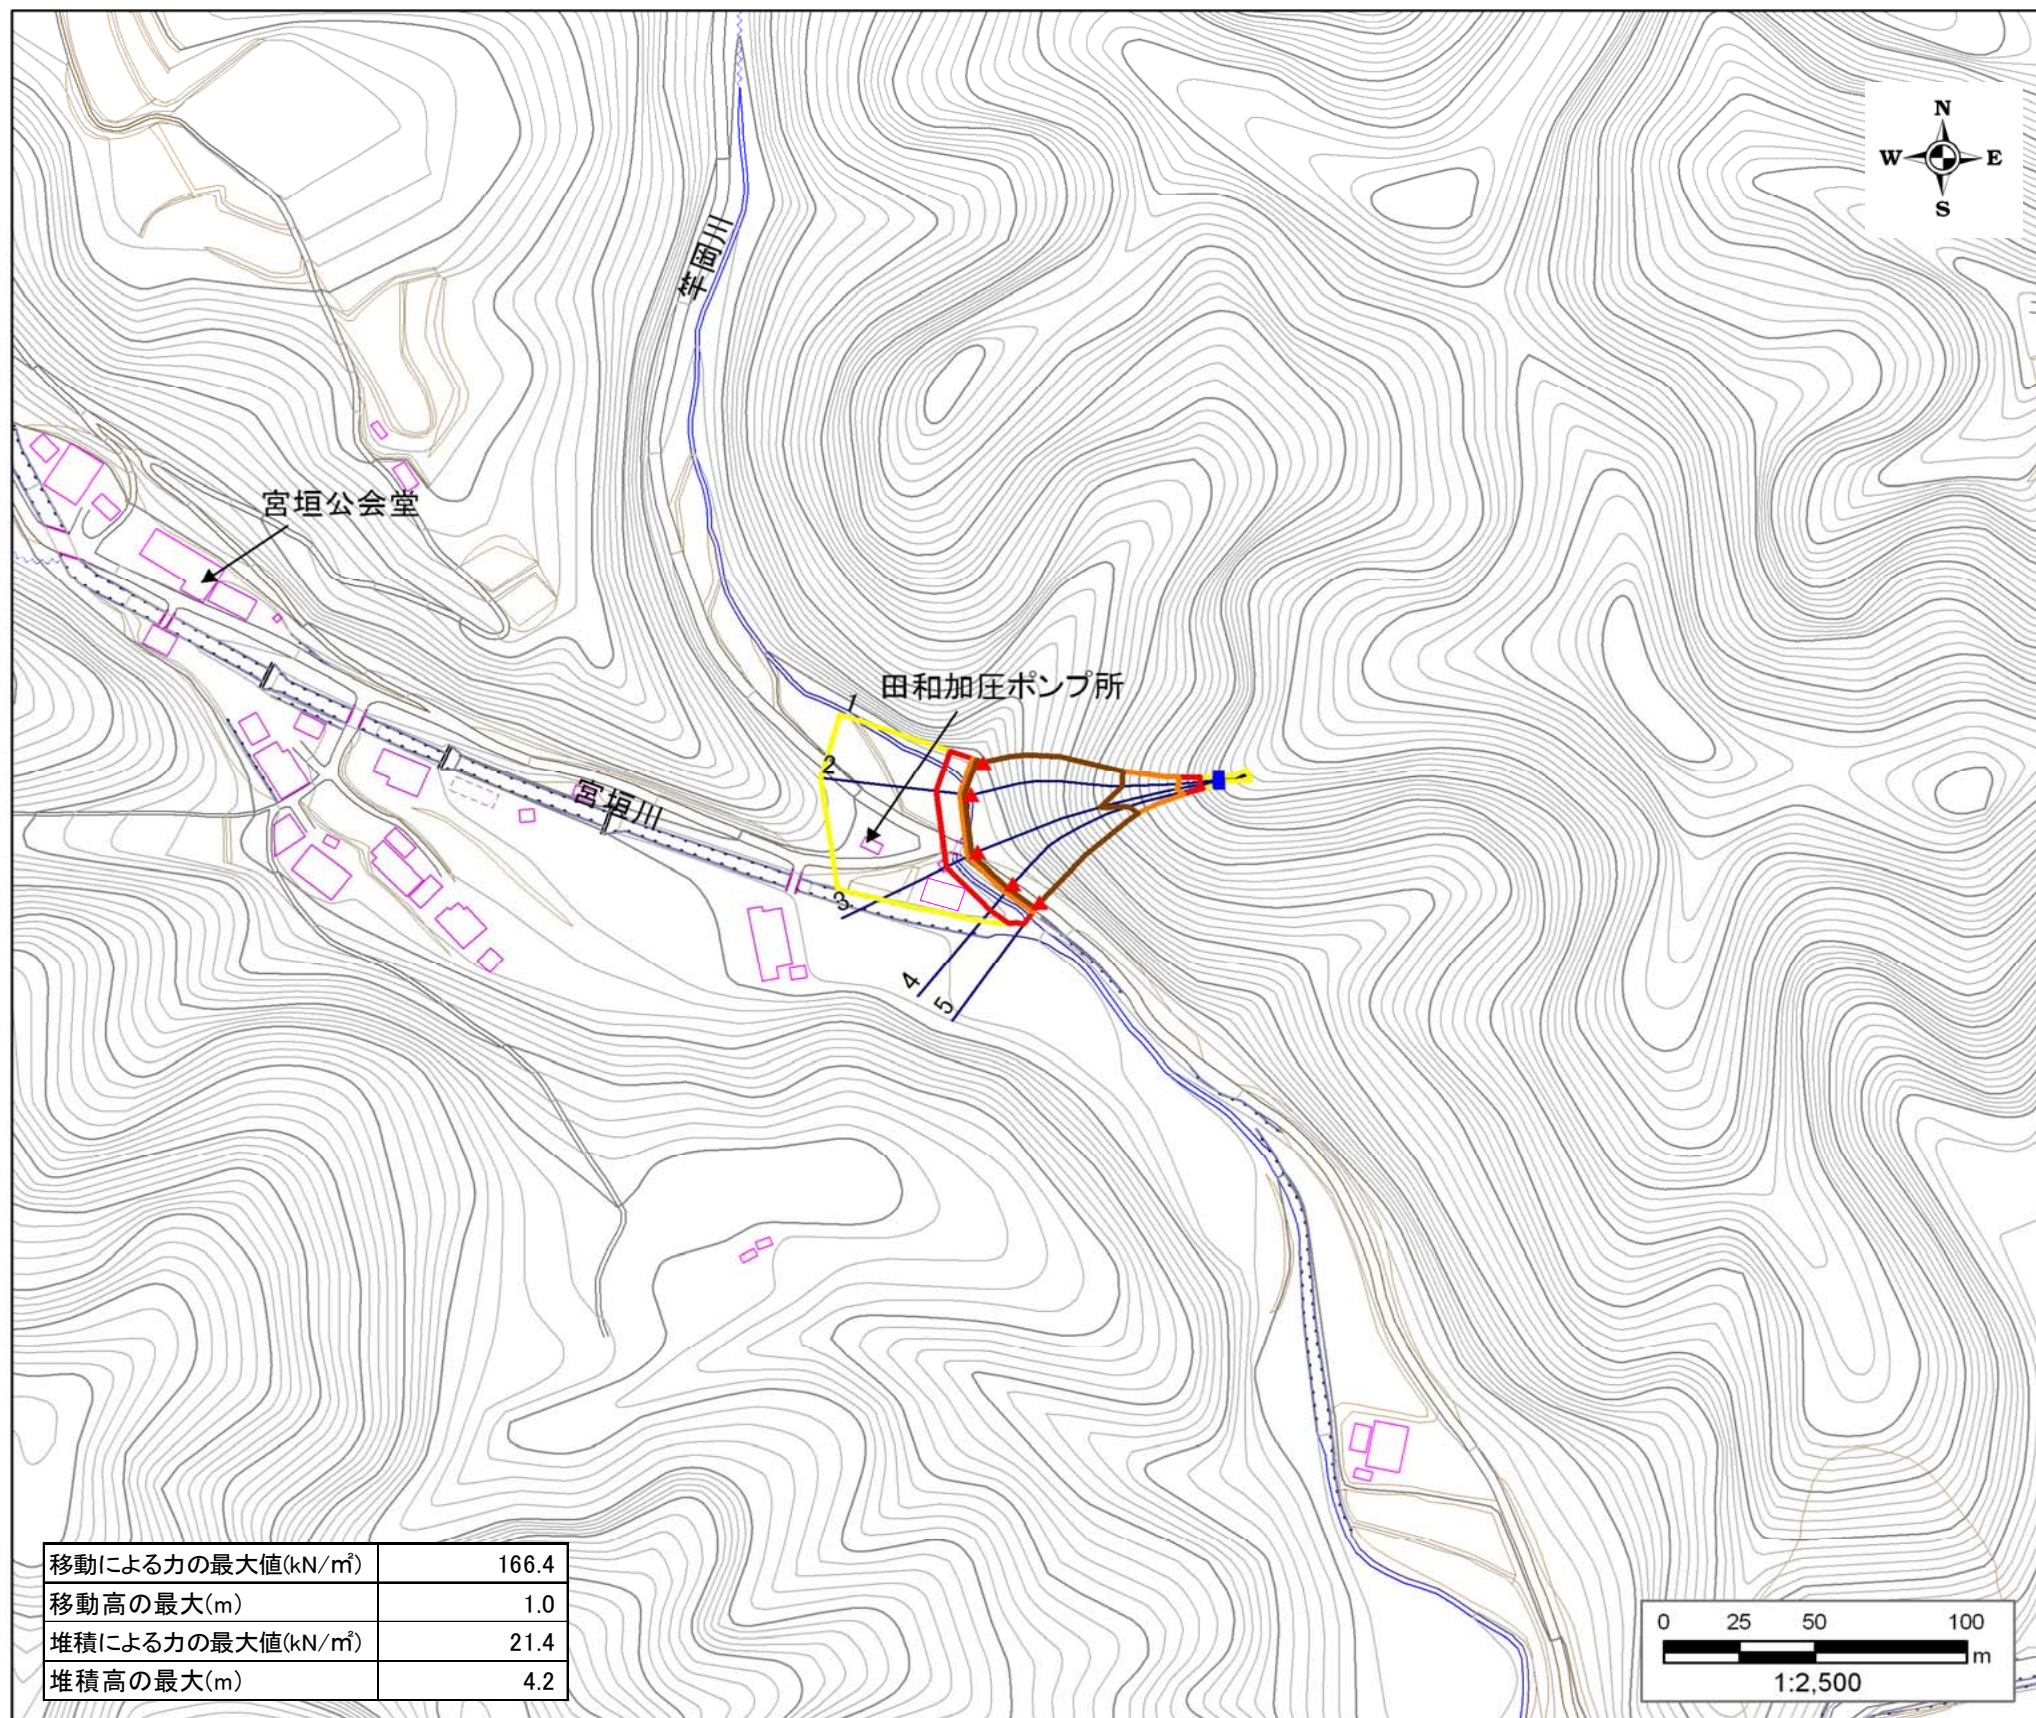 N
W E
S
笹岡川
宮垣公会堂
田和加圧ポンプ所
宮垣川
1
2
3
4
5
移動による力の最大値(kN/㎡) 166.4
移動高の最大(m) 1.0
堆積による力の最大値(kN/㎡) 21.4
堆積高の最大(m) 4.2
0 25 50 100
m
1:2,500